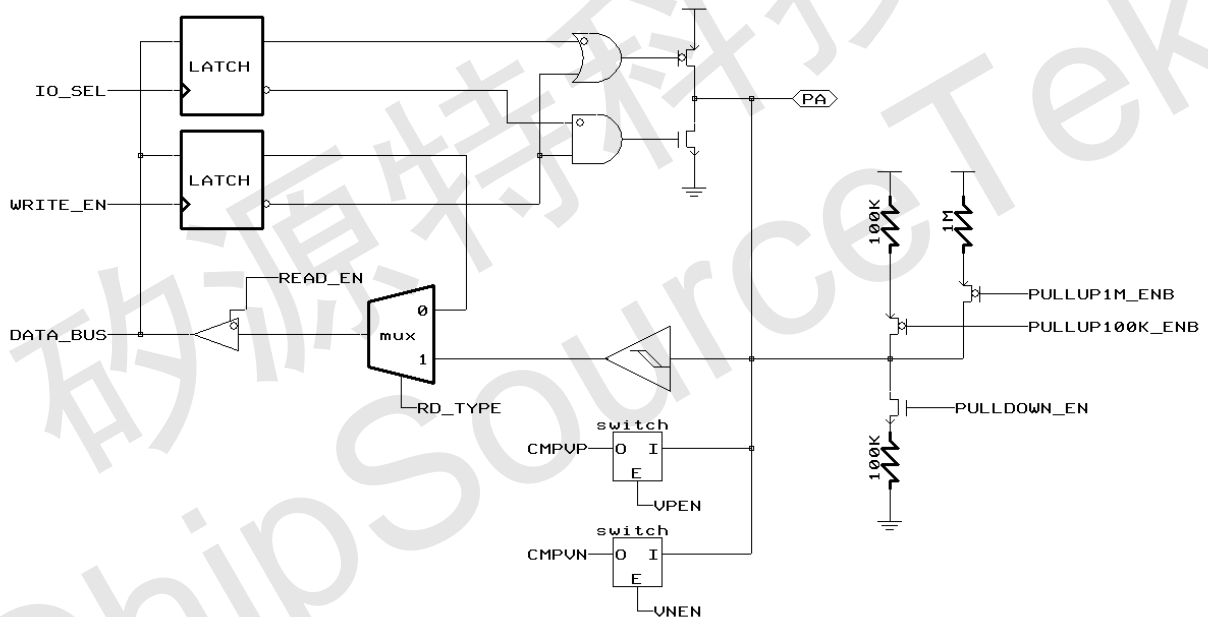 LATCH
IO_SEL
PA
LATCH
WRITE_EN
100K
1M
READ_EN
PULLUP1M_ENB
0
DATA_BUS
mux
PULLUP100K_ENB
1
RD_TYPE
PULLDOWN_EN
switch
CMPVP
O I
E
100K
VPEN
switch
CMPVN
O I
E
VNEN
矽源特科技
ChipSourceTek